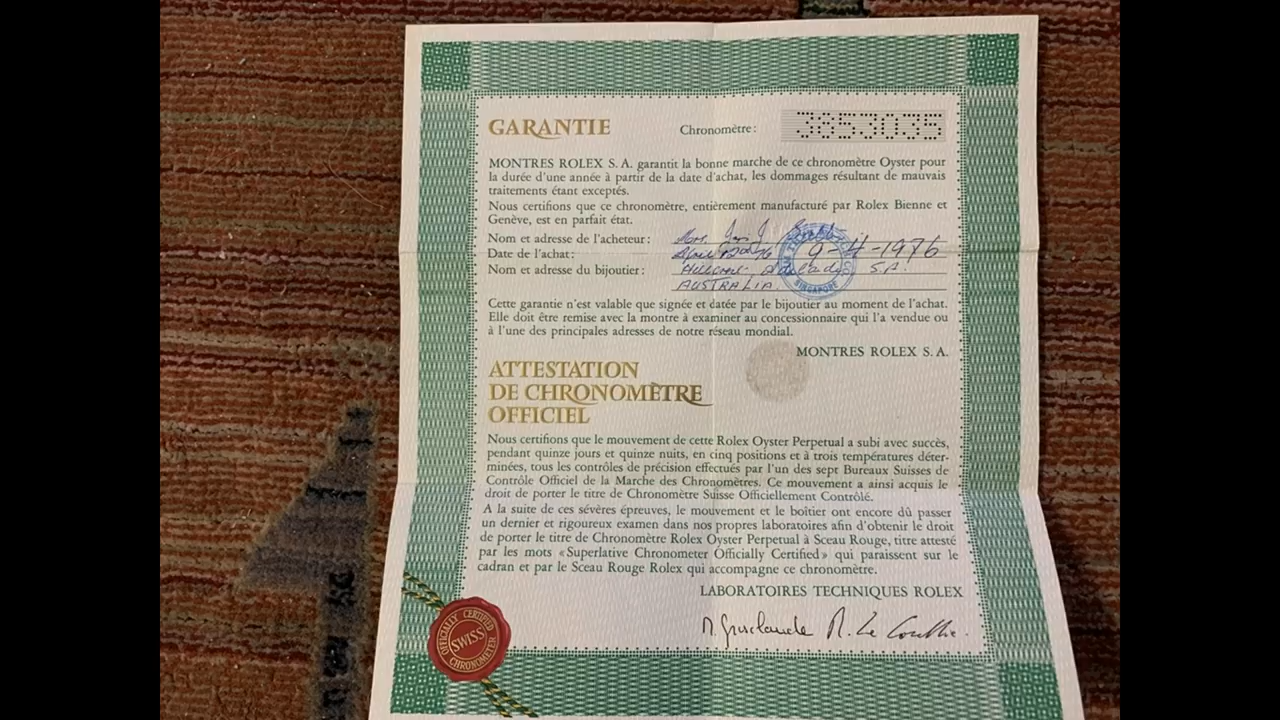 GARANTIE
Chronomètre: 3853035
MONTRES ROLEX S. A. garantit la bonne marche de ce chronomètre Oyster pour
la durée d'une année à partir de la date d'achat, les dommages résultant de mauvais
traitements étant exceptés.
Nous certifions que ce chronomètre, entièrement manufacturé par Rolex Bienne et
Genève, est en parfait état.
Nom et adresse de l'acheteur:
Date de l'achat: 9-4-1976
Nom et adresse du bijoutier: S.A.
AUSTRALIA.
SINGAPORE
Cette garantie n'est valable que signée et datée par le bijoutier au moment de l'achat.
Elle doit être remise avec la montre à examiner au concessionnaire qui l'a vendue ou
à l'une des principales adresses de notre réseau mondial.
MONTRES ROLEX S. A.
ATTESTATION
DE CHRONOMÈTRE
OFFICIEL
Nous certifions que le mouvement de cette Rolex Oyster Perpetual a subi avec succès,
pendant quinze jours et quinze nuits, en cinq positions et à trois températures déter-
minées, tous les contrôles de précision effectués par l'un des sept Bureaux Suisses de
Contrôle Officiel de la Marche des Chronomètres. Ce mouvement a ainsi acquis le
droit de porter le titre de Chronomètre Suisse Officiellement Contrôlé.
A la suite de ces sévères épreuves, le mouvement et le boîtier ont encore dû passer
un dernier et rigoureux examen dans nos propres laboratoires afin d'obtenir le droit
de porter le titre de Chronomètre Rolex Oyster Perpetual à Sceau Rouge, titre attesté
par les mots «Superlative Chronometer Officially Certified» qui paraissent sur le
cadran et par le Sceau Rouge Rolex qui accompagne ce chronomètre.
LABORATOIRES TECHNIQUES ROLEX
OFFICIALLY CERTIFIED
SWISS
CHRONOMETER